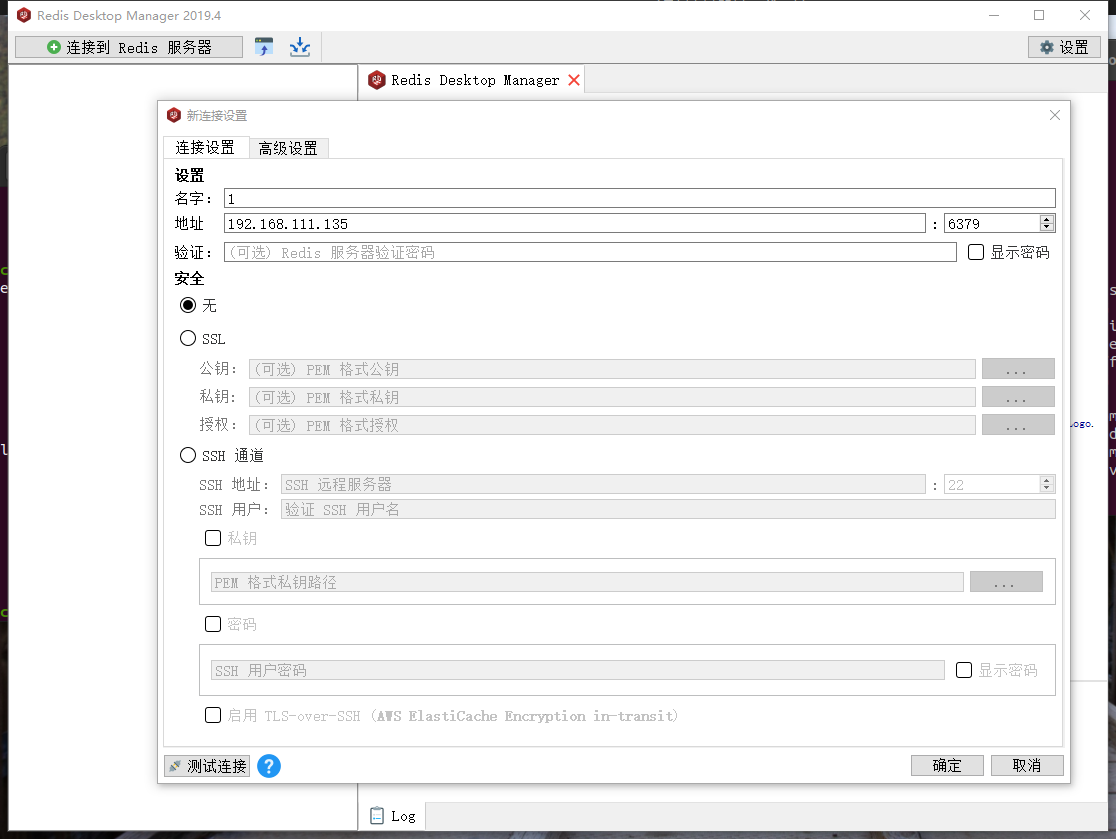 Redis Desktop Manager 2019.4
连接到 Redis 服务器
设置
Redis Desktop Manager
新连接设置
连接设置 高级设置
设置
名字: 1
地址 192.168.111.135 : 6379
验证: (可选) Redis 服务器验证密码 显示密码
安全
无
SSL
公钥: (可选) PEM 格式公钥 ...
私钥: (可选) PEM 格式私钥 ...
授权: (可选) PEM 格式授权 ...
SSH 通道
SSH 地址: SSH 远程服务器 : 22
SSH 用户: 验证 SSH 用户名
私钥
PEM 格式私钥路径 ...
密码
SSH 用户密码 显示密码
启用 TLS-over-SSH (AWS ElastiCache Encryption in-transit)
测试连接 ? 确定 取消
Logo.
Log